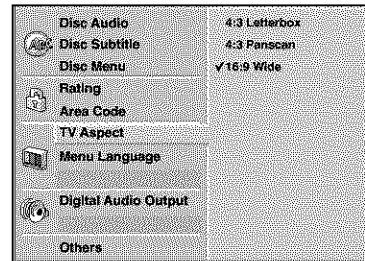 Disc Audio
Disc Subtitle
Disc Menu
Rating
Area Code
TV Aspect
Menu Language
Digital Audio Output
Others
4:3 Letterbox
4:3 Panscan
✓16:9 Wide